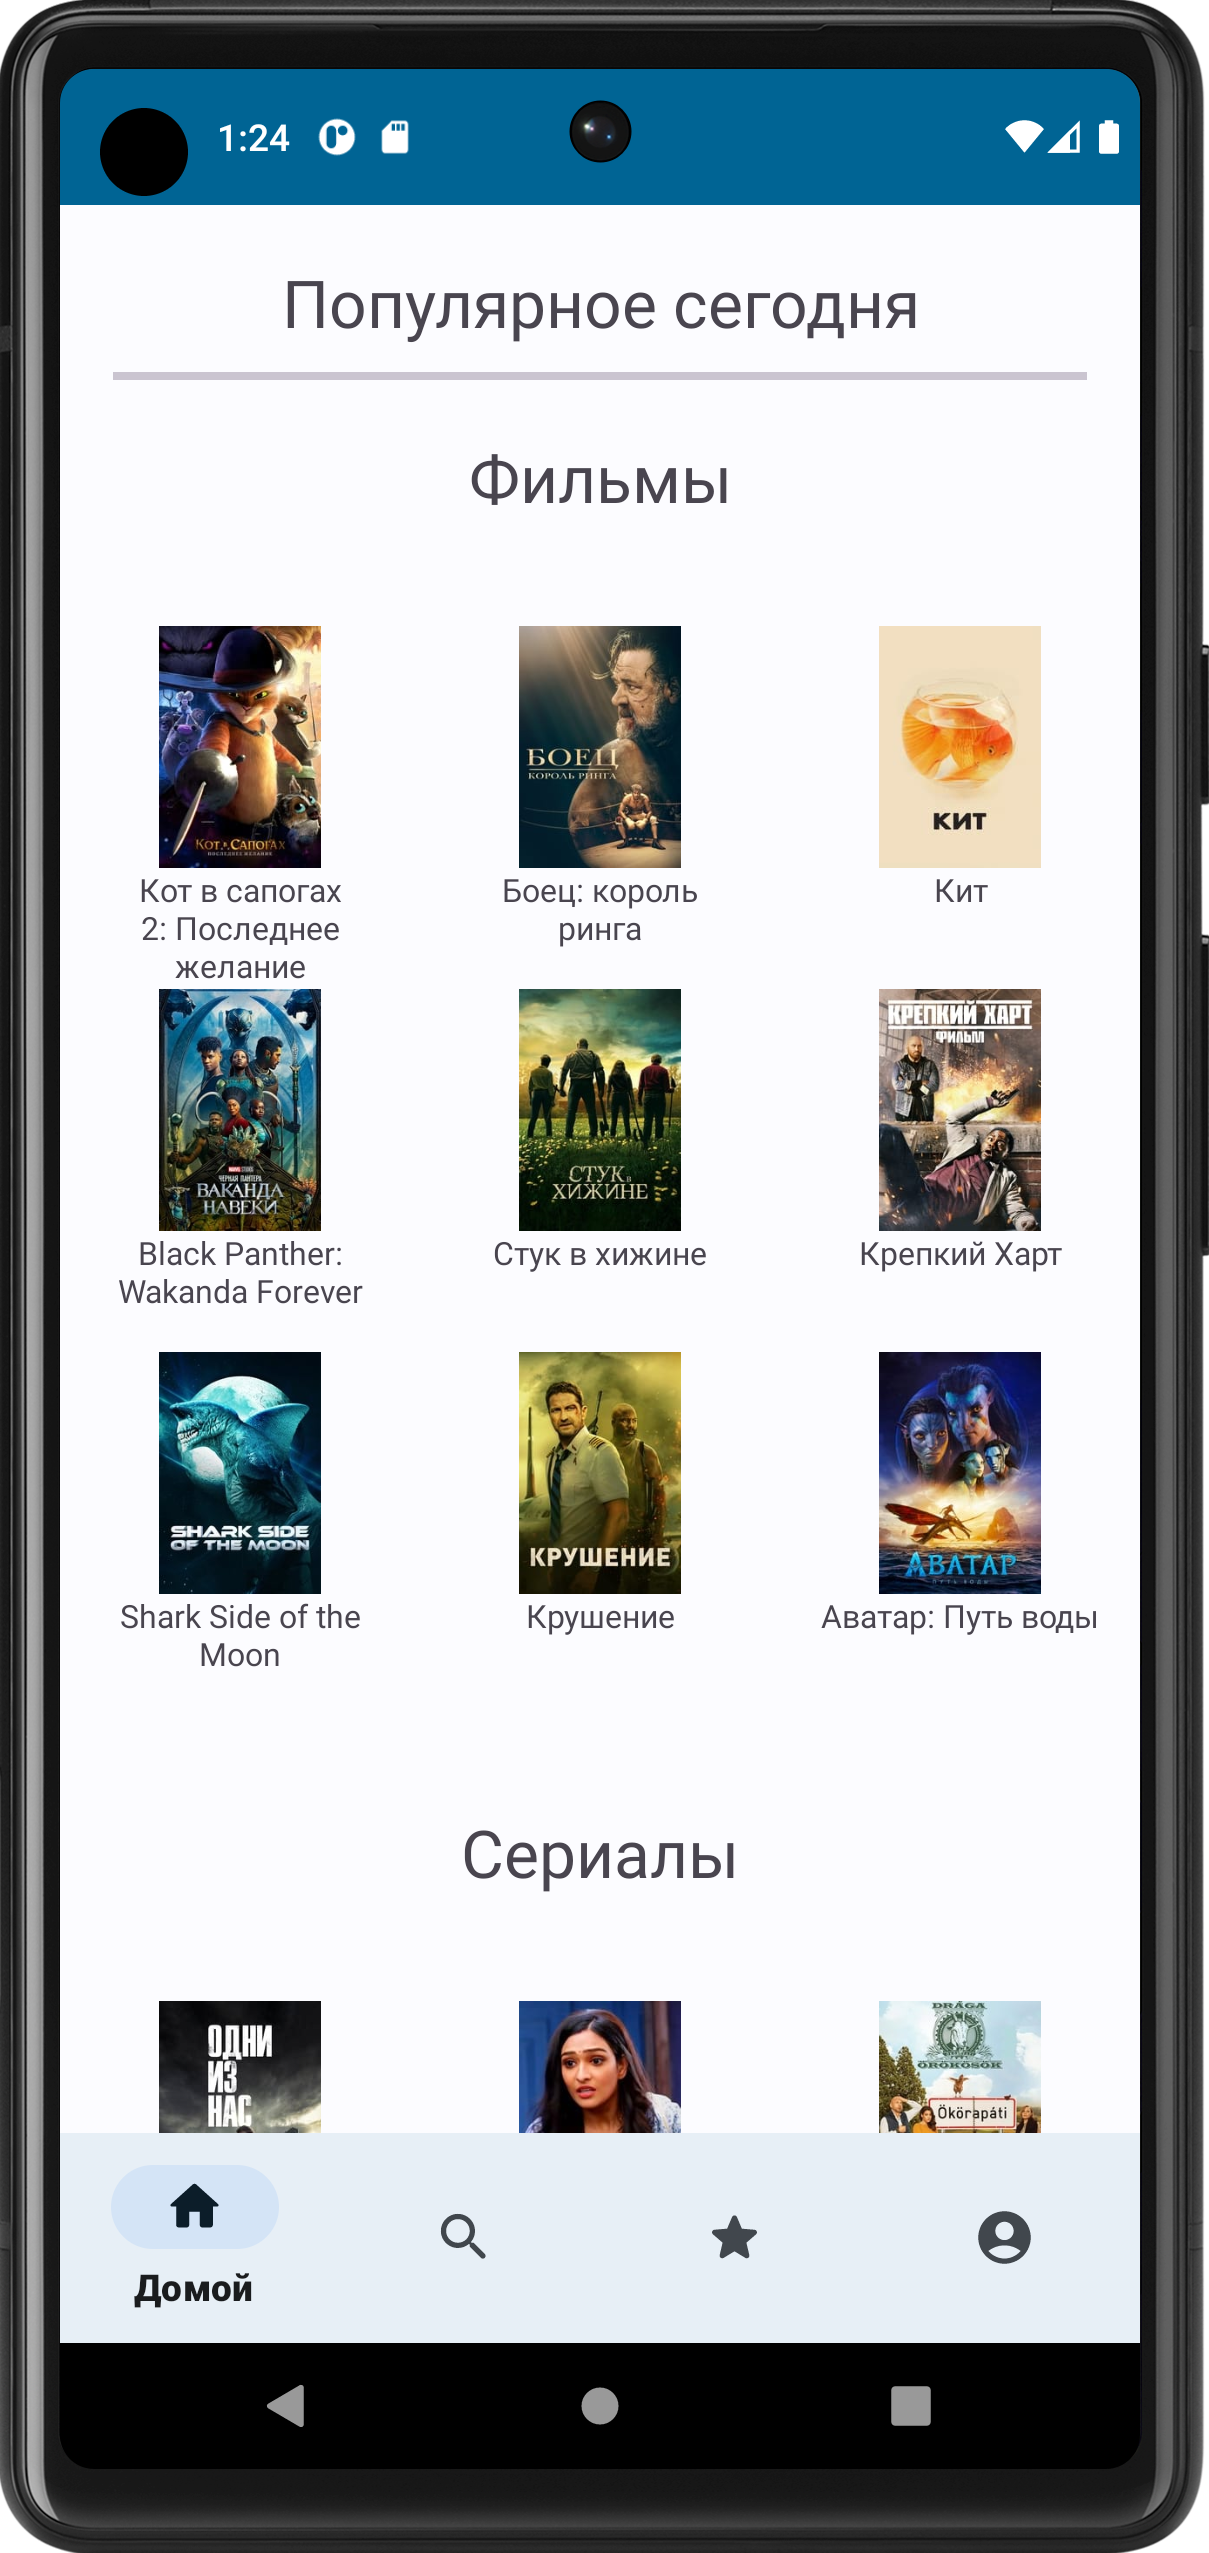 1:24
Популярное сегодня
Фильмы
КОТ В САПОГАХ
ПОСЛЕДНЕЕ ЖЕЛАНИЕ
БОЕЦ
КОРОЛЬ РИНГА
КИТ
Кот в сапогах
2: Последнее
желание
Боец: король
ринга
Кит
MARVEL STUDIOS
ЧЁРНАЯ ПАНТЕРА
ВАКАНДА
НАВЕКИ
СТУК В
ХИЖИНЕ
КРЕПКИЙ ХАРТ
ФИЛЬМ
Black Panther:
Wakanda Forever
Стук в хижине
Крепкий Харт
SHARK SIDE
OF THE MOON
КРУШЕНИЕ
АВАТАР
ПУТЬ ВОДЫ
Shark Side of the
Moon
Крушение
Аватар: Путь воды
Сериалы
ОДНИ
ИЗ
НАС
DRÁGA
ÖRÖKÖSÖK
Ökörapáti
Домой